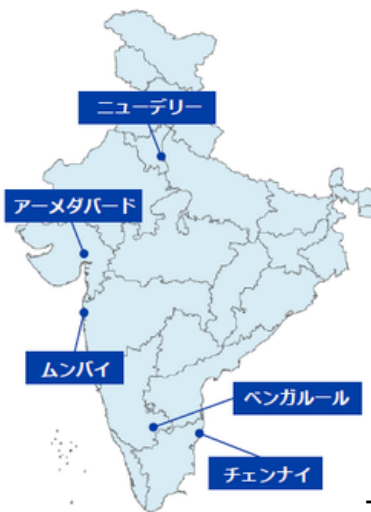 ニューデリー
アーメダバード
ムンバイ
ベンガルール
チェンナイ